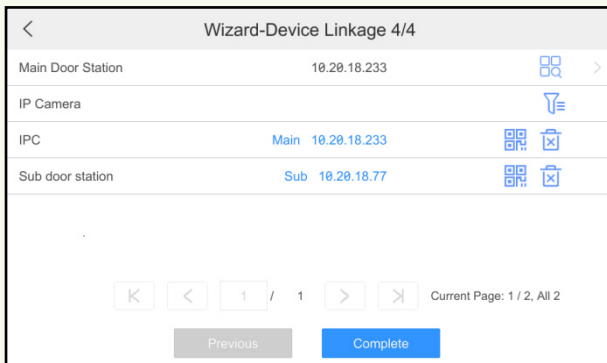 Wizard-Device Linkage 4/4
Main Door Station 10.20.18.233
IP Camera
IPC Main 10.20.18.233
Sub door station Sub 10.20.18.77
1 / 1 Current Page: 1 / 2, All 2
Previous Complete